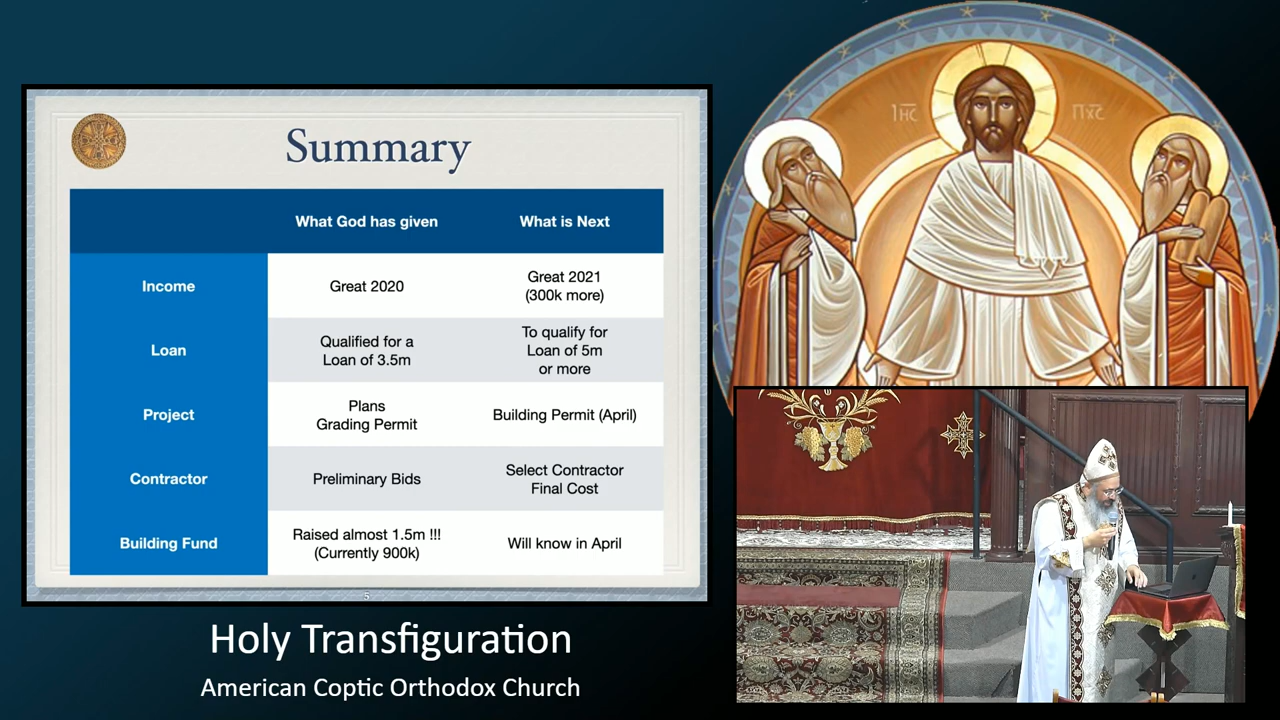 Summary
What God has given
What is Next
Income
Great 2020
Great 2021
(300k more)
Loan
Qualified for a
Loan of 3.5m
To qualify for
Loan of 5m
or more
Project
Plans
Grading Permit
Building Permit (April)
Contractor
Preliminary Bids
Select Contractor
Final Cost
Building Fund
Raised almost 1.5m !!!
(Currently 900k)
Will know in April
5
Holy Transfiguration
American Coptic Orthodox Church